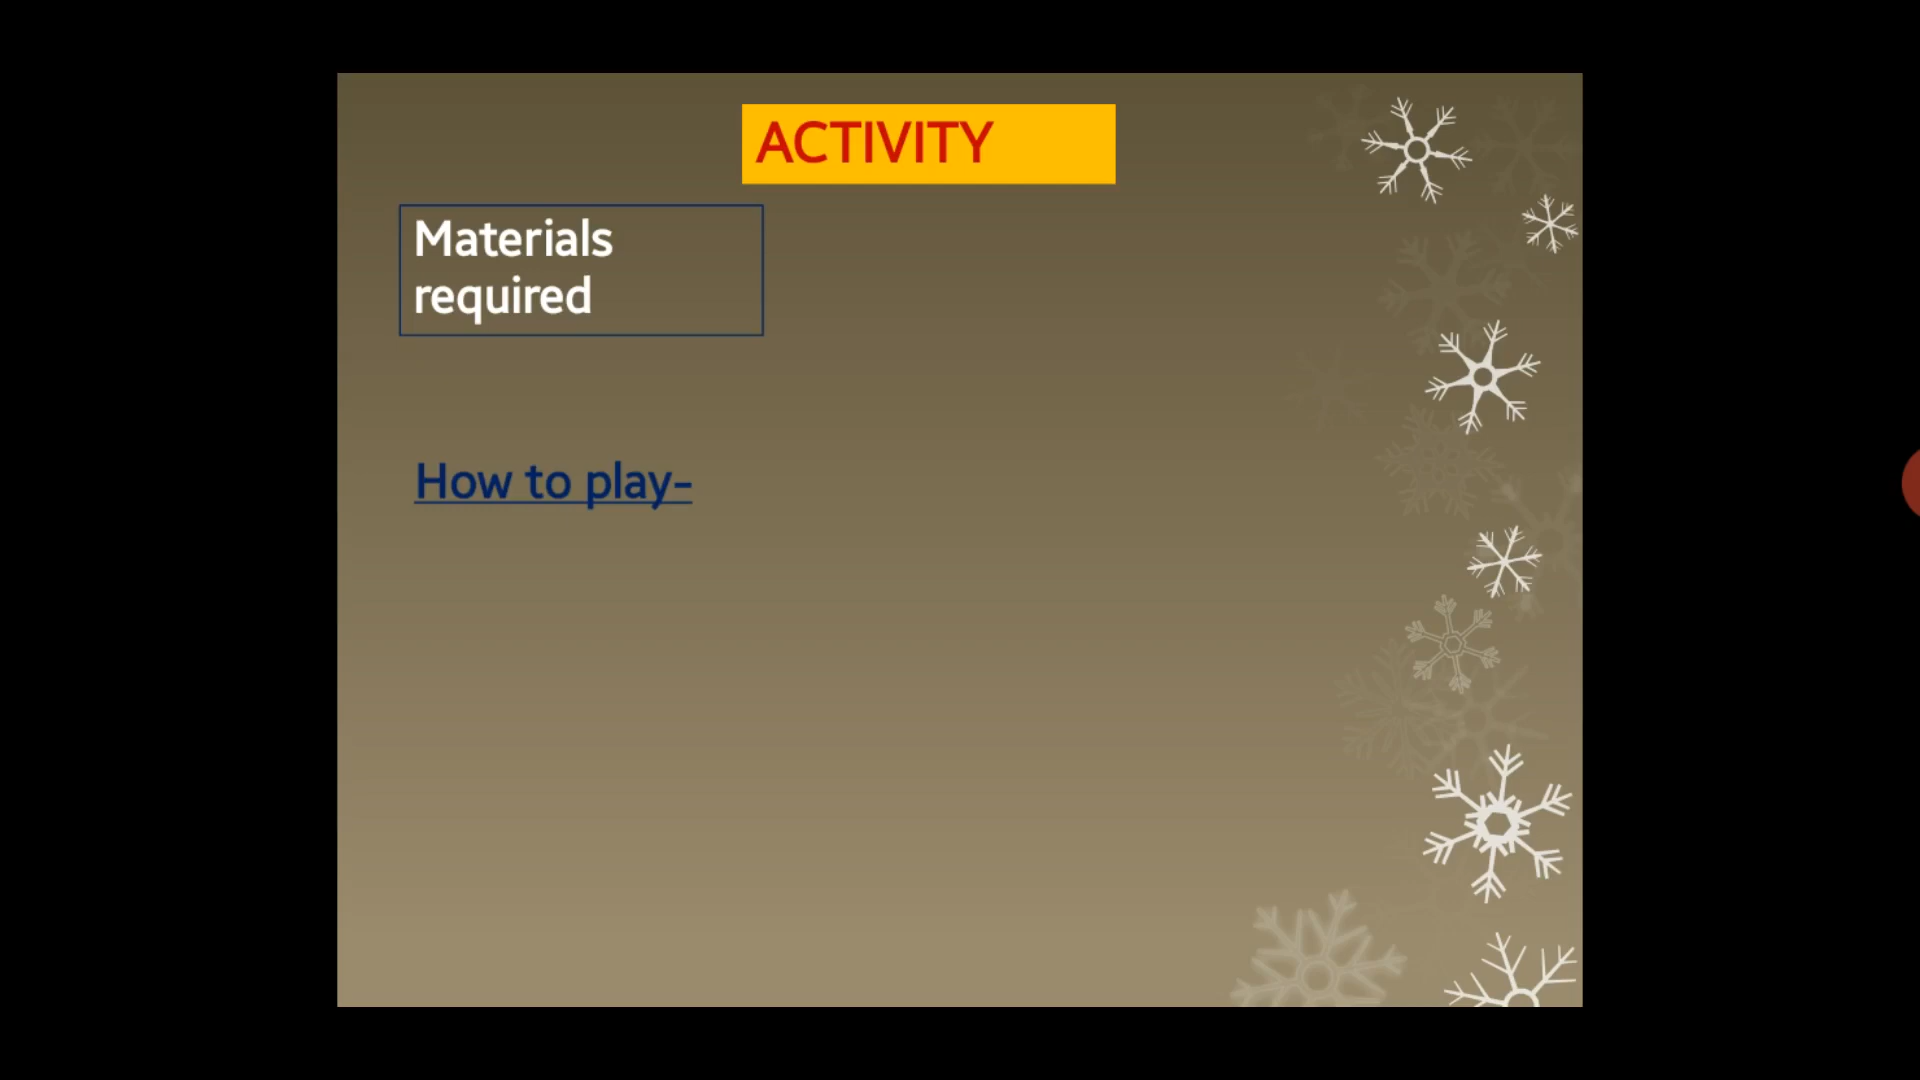 ACTIVITY
Materials
required
How to play-